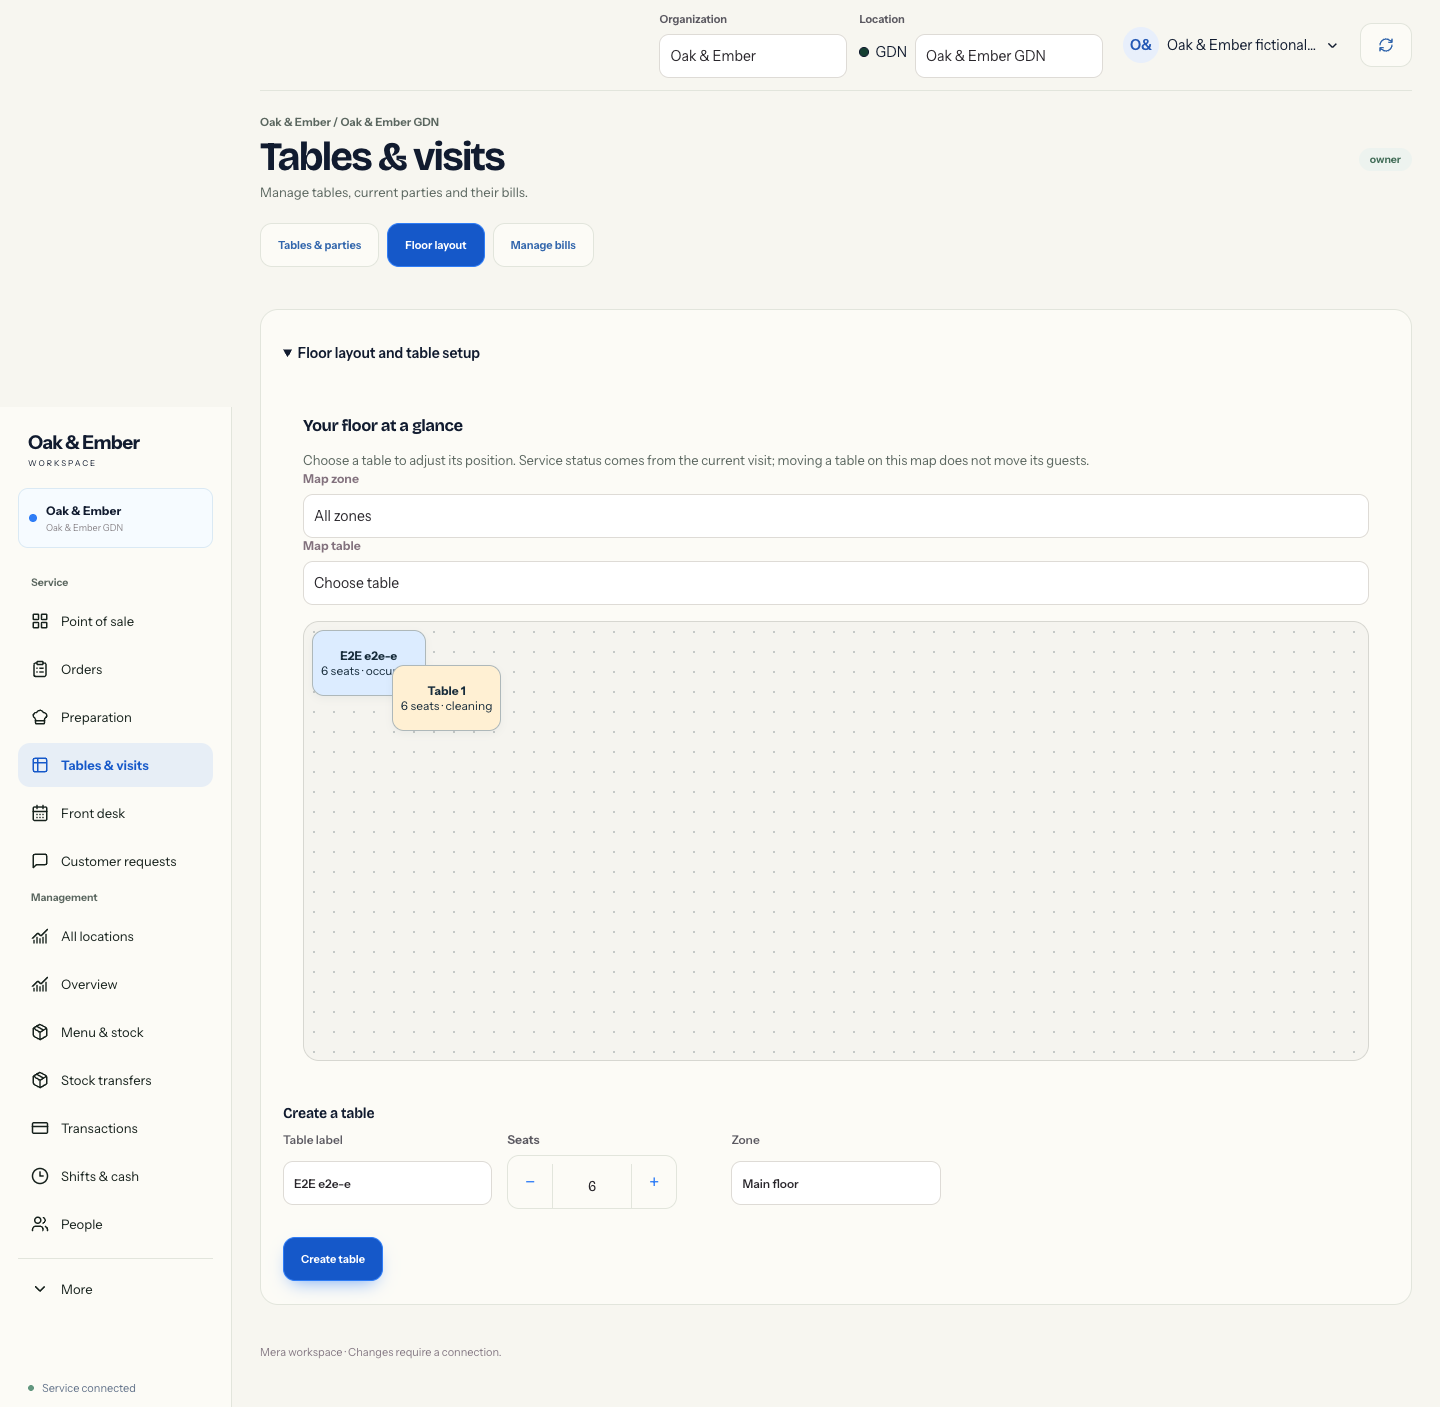 Organization
Location
Oak & Ember
GDN
Oak & Ember GDN
O&
Oak & Ember fictional...
Oak & Ember / Oak & Ember GDN
Tables & visits
owner
Manage tables, current parties and their bills.
Tables & parties
Floor layout
Manage bills
Floor layout and table setup
Your floor at a glance
Choose a table to adjust its position. Service status comes from the current visit; moving a table on this map does not move its guests.
Map zone
All zones
Map table
Choose table
E2E e2e-e
6 seats · occu
Table 1
6 seats · cleaning
Create a table
Table label
Seats
Zone
E2E e2e-e
−
6
+
Main floor
Create table
Mera workspace · Changes require a connection.
Oak & Ember
WORKSPACE
Oak & Ember
Oak & Ember GDN
Service
Point of sale
Orders
Preparation
Tables & visits
Front desk
Customer requests
Management
All locations
Overview
Menu & stock
Stock transfers
Transactions
Shifts & cash
People
More
Service connected